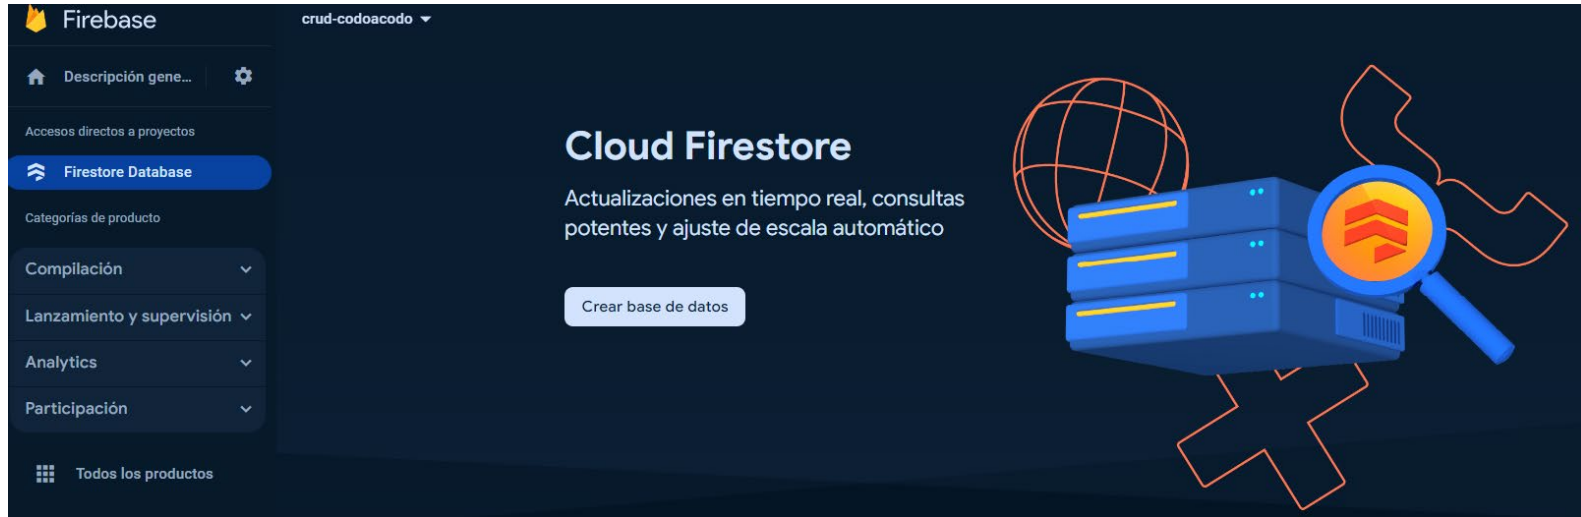 Firebase
crud-codoacodo
Descripción gene...
Accesos directos a proyectos
Firestore Database
Categorías de producto
Compilación
Lanzamiento y supervisión
Analytics
Participación
Todos los productos
Cloud Firestore
Actualizaciones en tiempo real, consultas
potentes y ajuste de escala automático
Crear base de datos